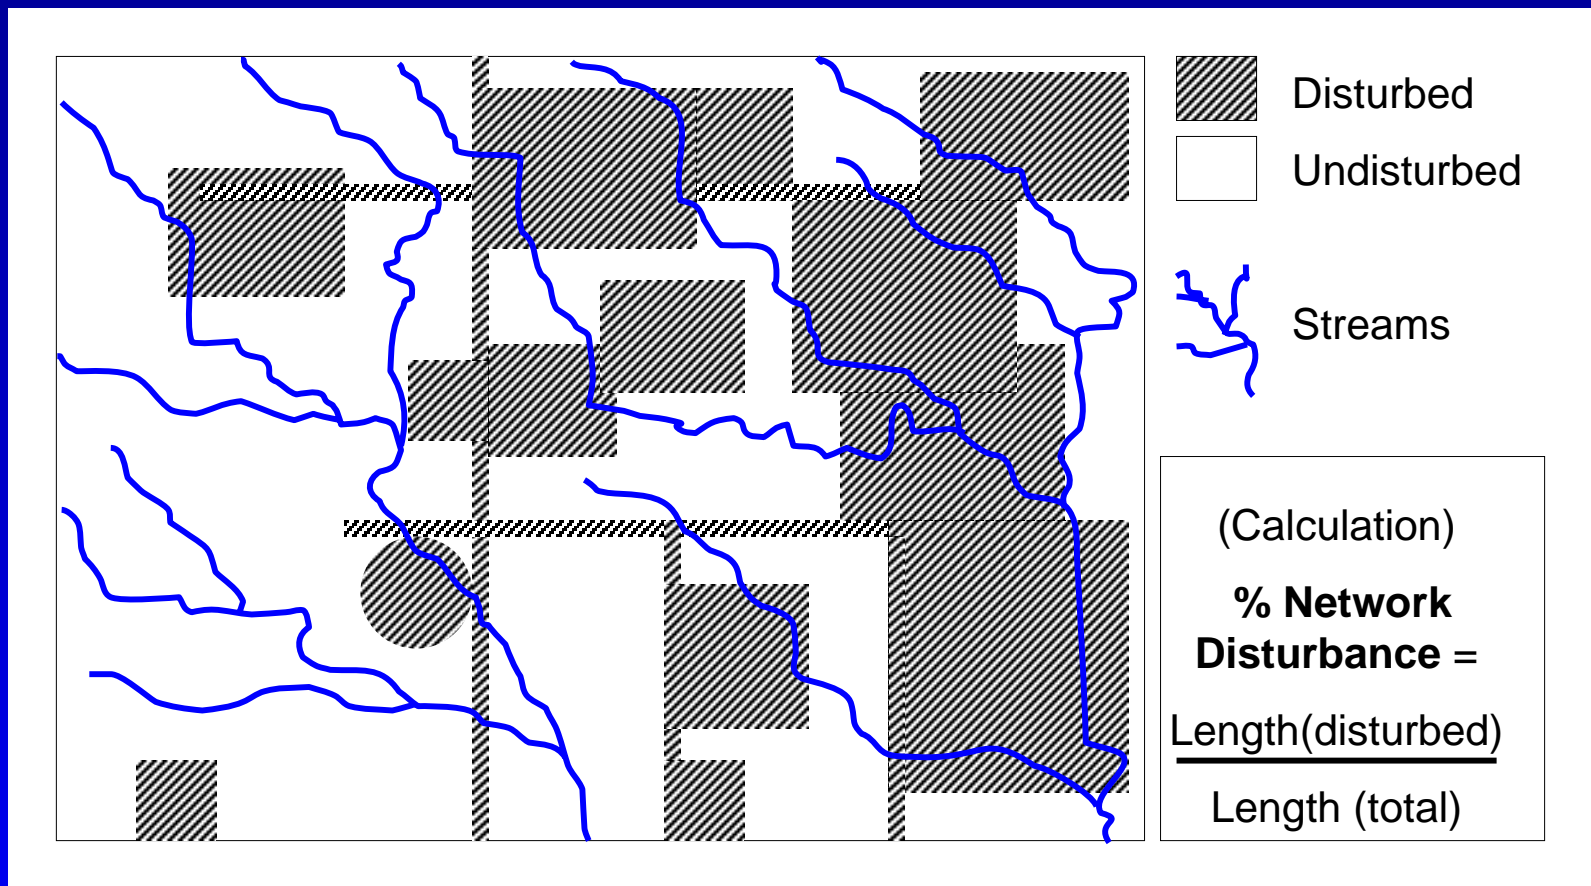 Disturbed
Undisturbed
Streams
(Calculation)
% Network
Disturbance =
Length(disturbed)
Length (total)